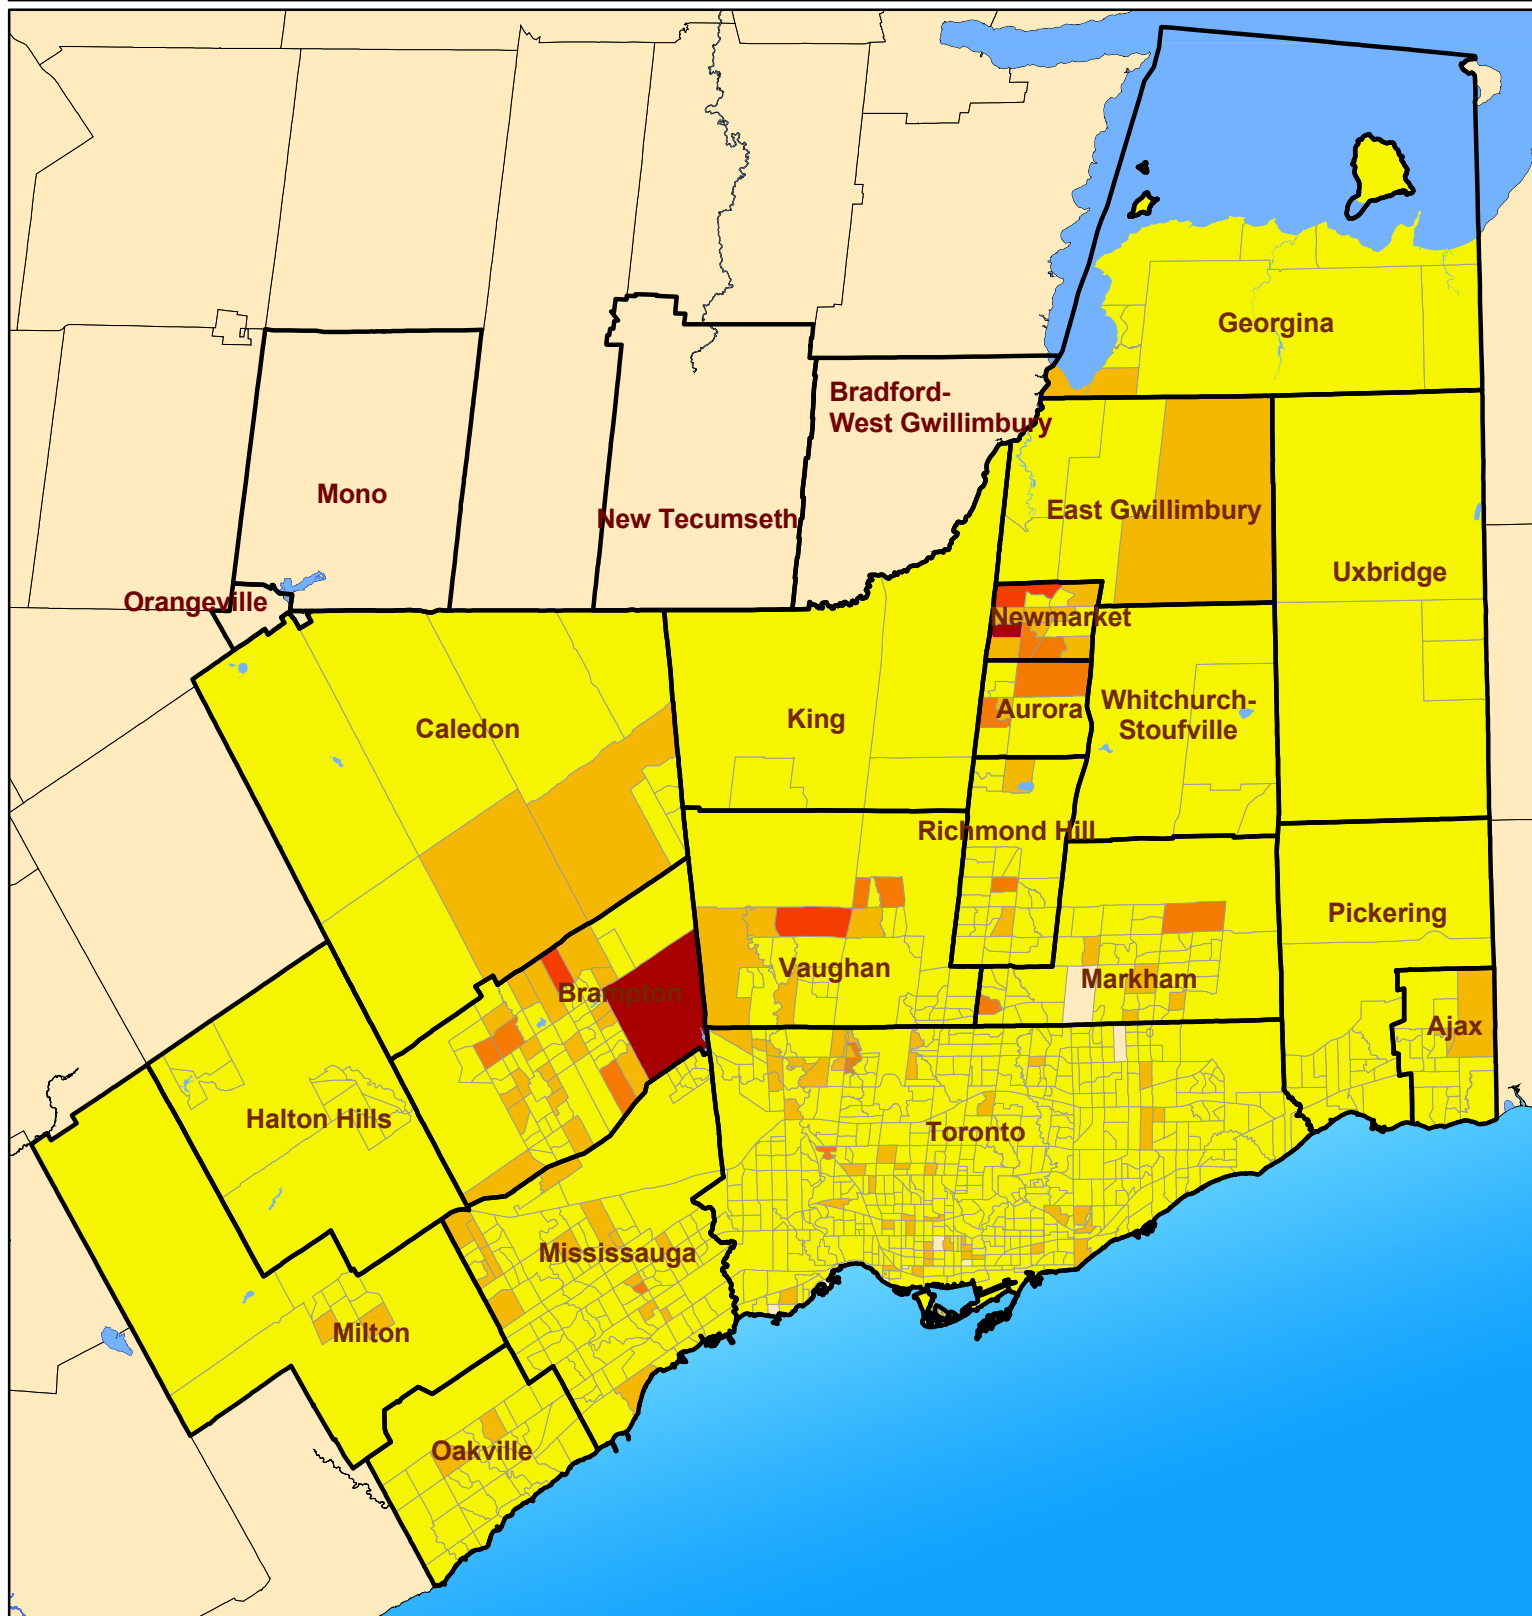 Georgina
Bradford-
West Gwillimbury
Mono
New Tecumseth
East Gwillimbury
Uxbridge
Orangeville
Newmarket
Caledon
King
Aurora
Whitchurch-
Stoufville
Richmond Hill
Pickering
Vaughan
Markham
Brampton
Ajax
Halton Hills
Toronto
Mississauga
Milton
Oakville